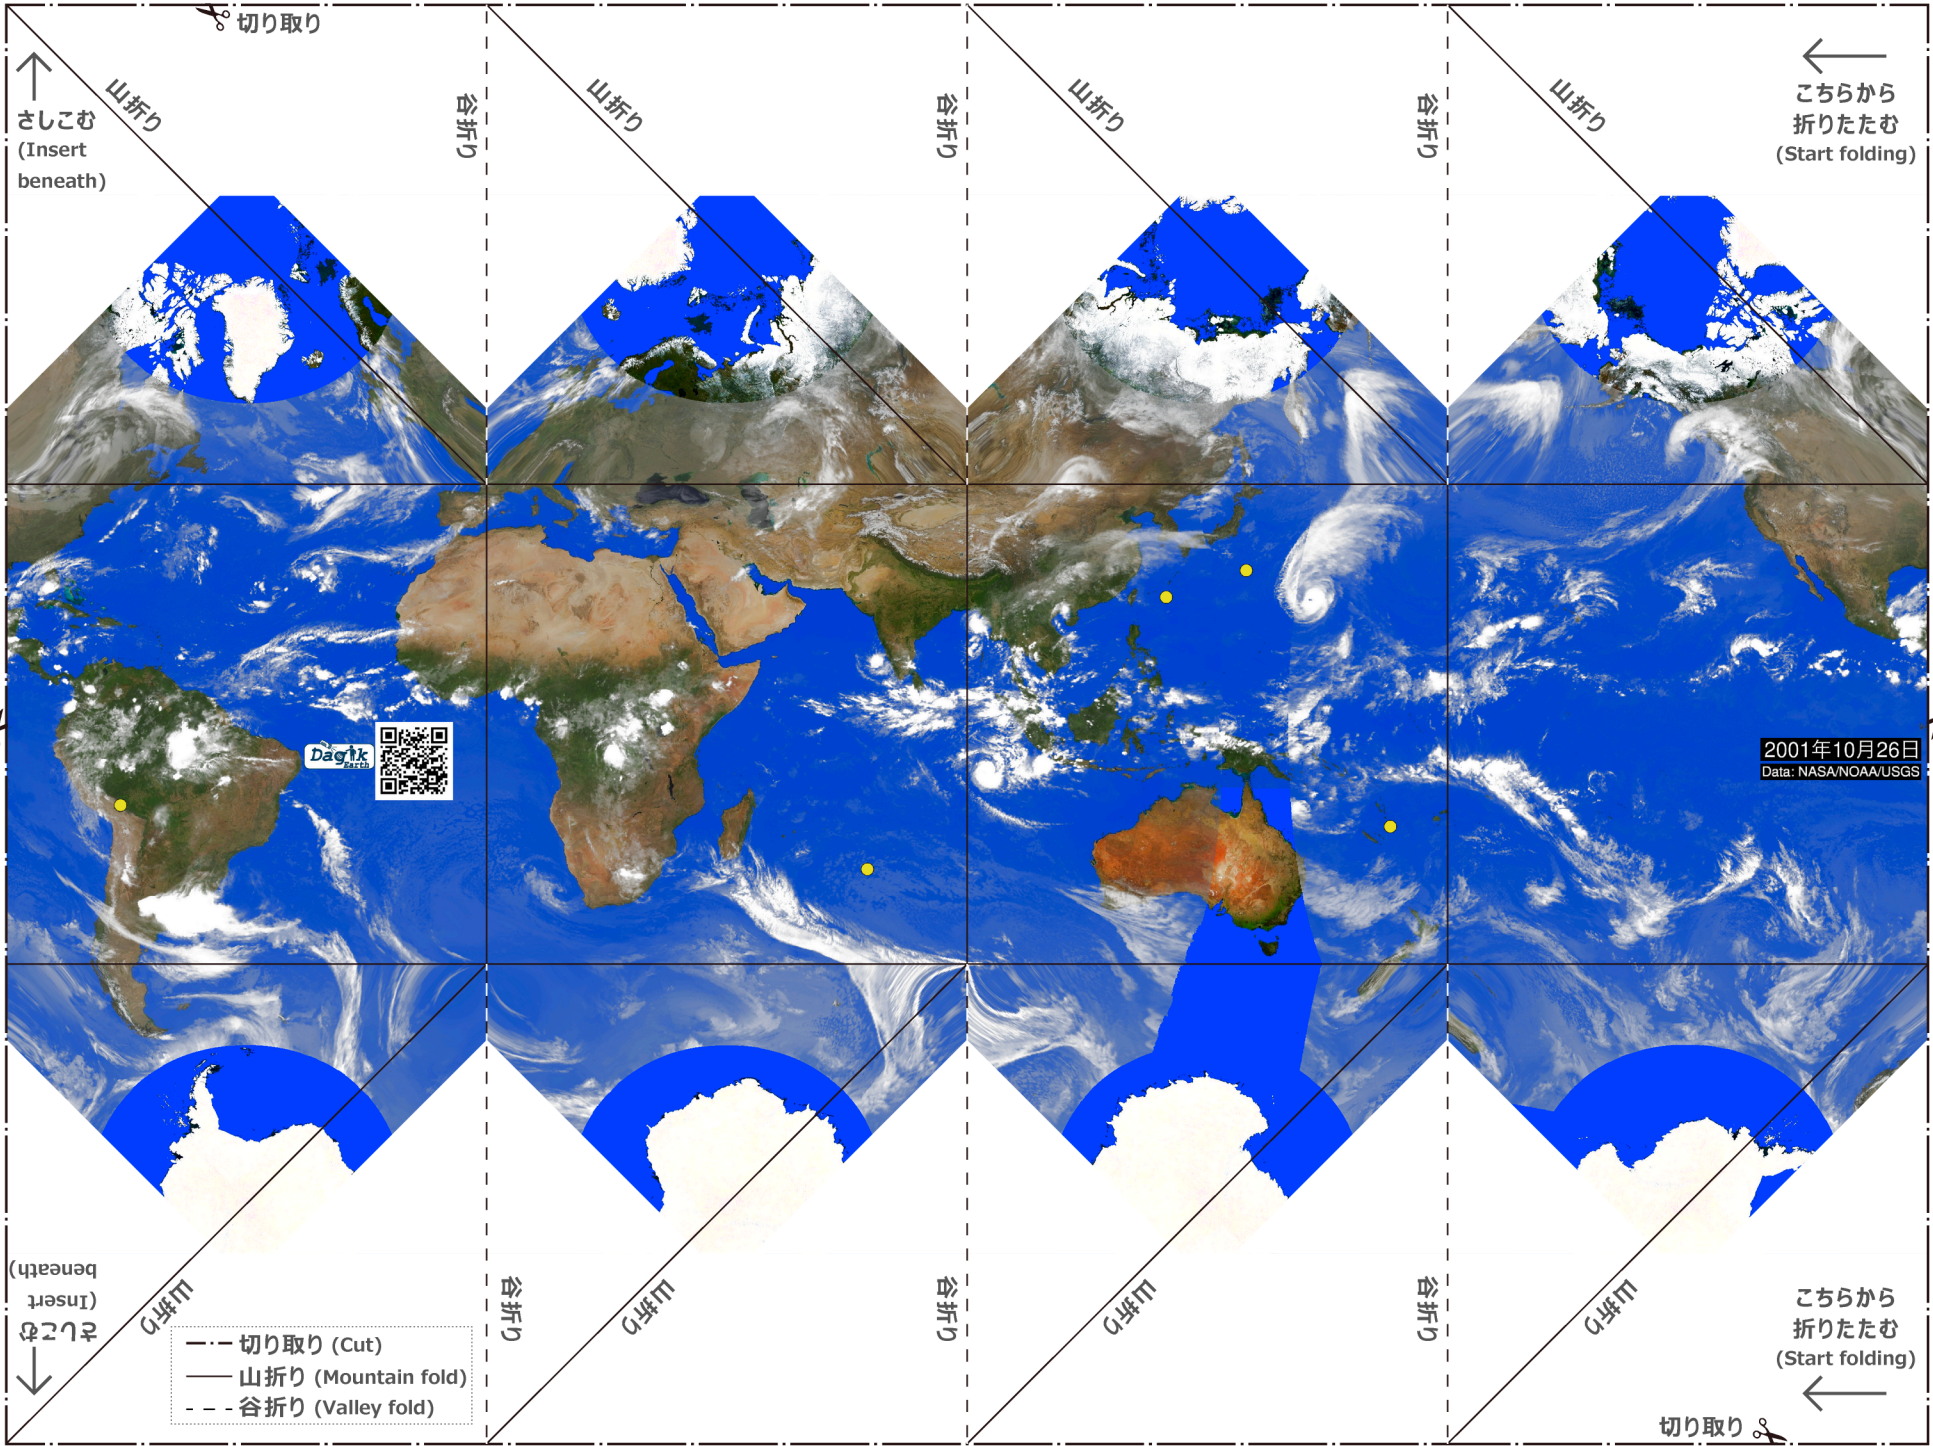 切り取り
山折り
谷折り
山折り
谷折り
山折り
谷折り
山折り
さしこむ
(Insert
beneath)
こちらから
折りたたむ
(Start folding)
Dagik
Earth
2001年10月26日
Data: NASA/NOAA/USGS
さしこむ
(Insert
beneath)
山折り
谷折り
山折り
谷折り
山折り
谷折り
山折り
こちらから
折りたたむ
(Start folding)
切り取り (Cut)
山折り (Mountain fold)
谷折り (Valley fold)
切り取り